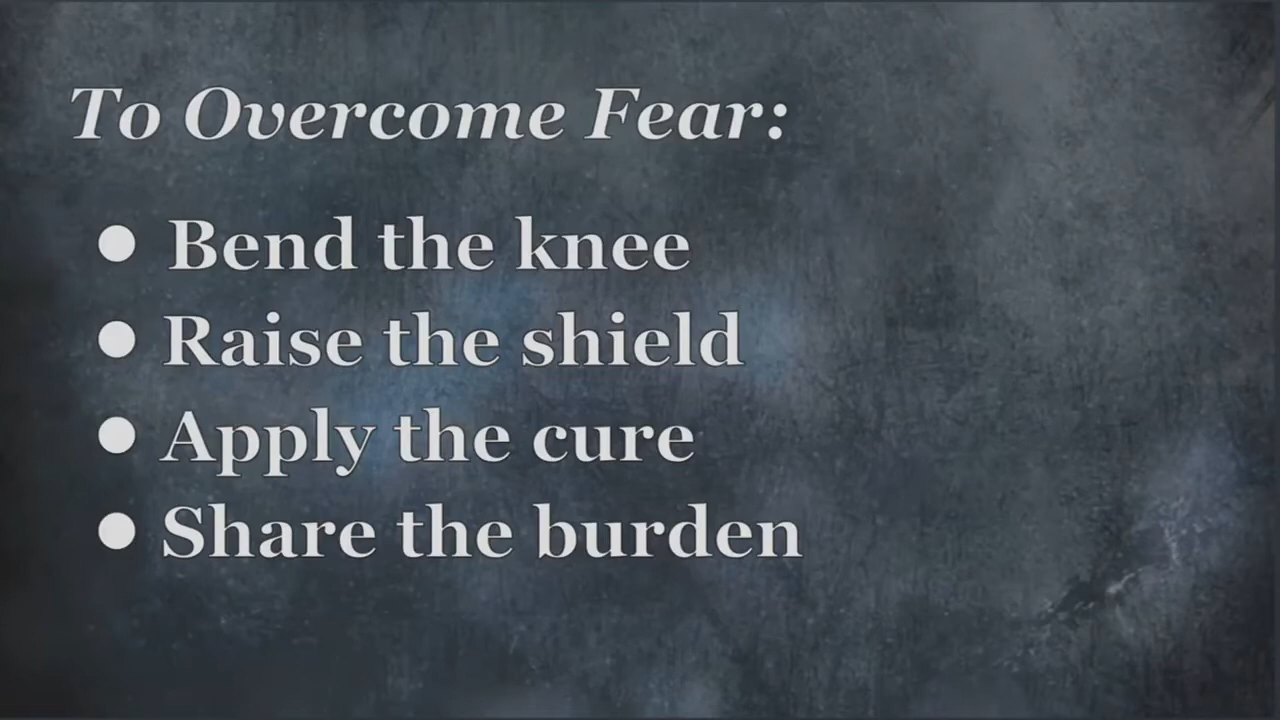 To Overcome Fear:
● Bend the knee
● Raise the shield
● Apply the cure
● Share the burden